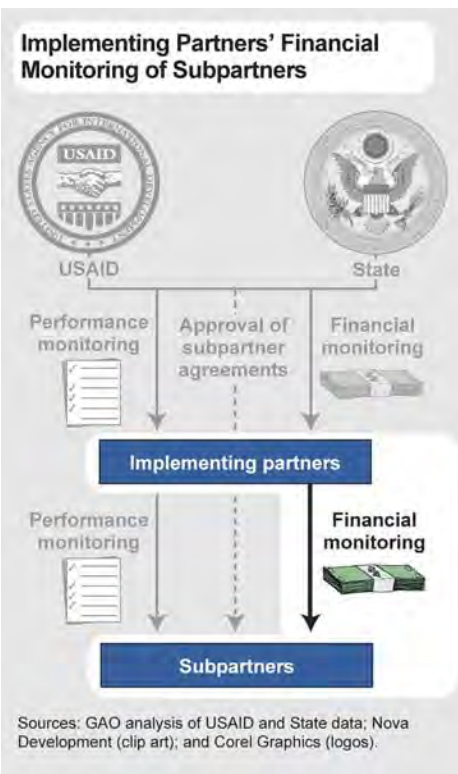 Implementing Partners' Financial
Monitoring of Subpartners
USAID
USAID
State
Performance
monitoring
Approval of
subpartner
agreements
Financial
monitoring
Implementing partners
Performance
monitoring
Financial
monitoring
Subpartners
Sources: GAO analysis of USAID and State data; Nova
Development (clip art); and Corel Graphics (logos).